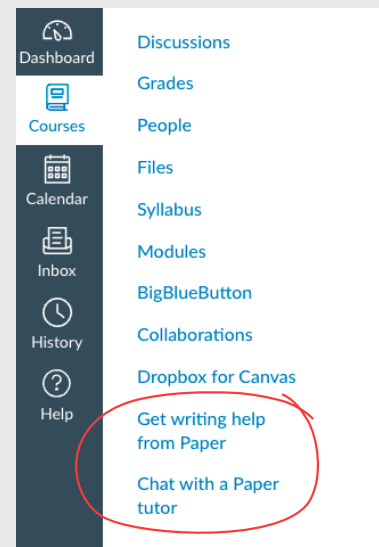 Dashboard
Courses
Calendar
Inbox
History
Help
Discussions
Grades
People
Files
Syllabus
Modules
BigBlueButton
Collaborations
Dropbox for Canvas
Get writing help
from Paper
Chat with a Paper
tutor